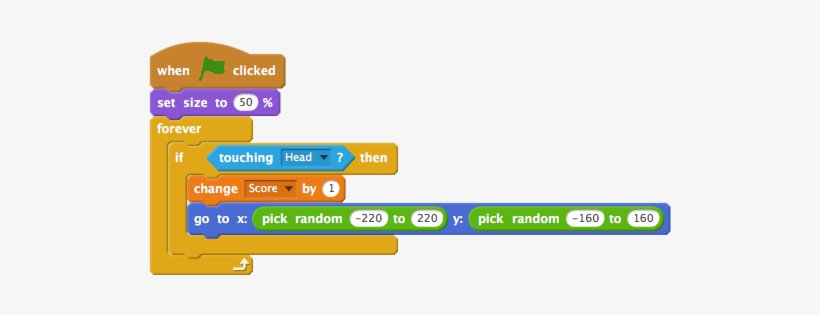 when clicked
set size to 50 %
forever
if touching Head ? then
change Score by 1
go to x: pick random -220 to 220 y: pick random -160 to 160